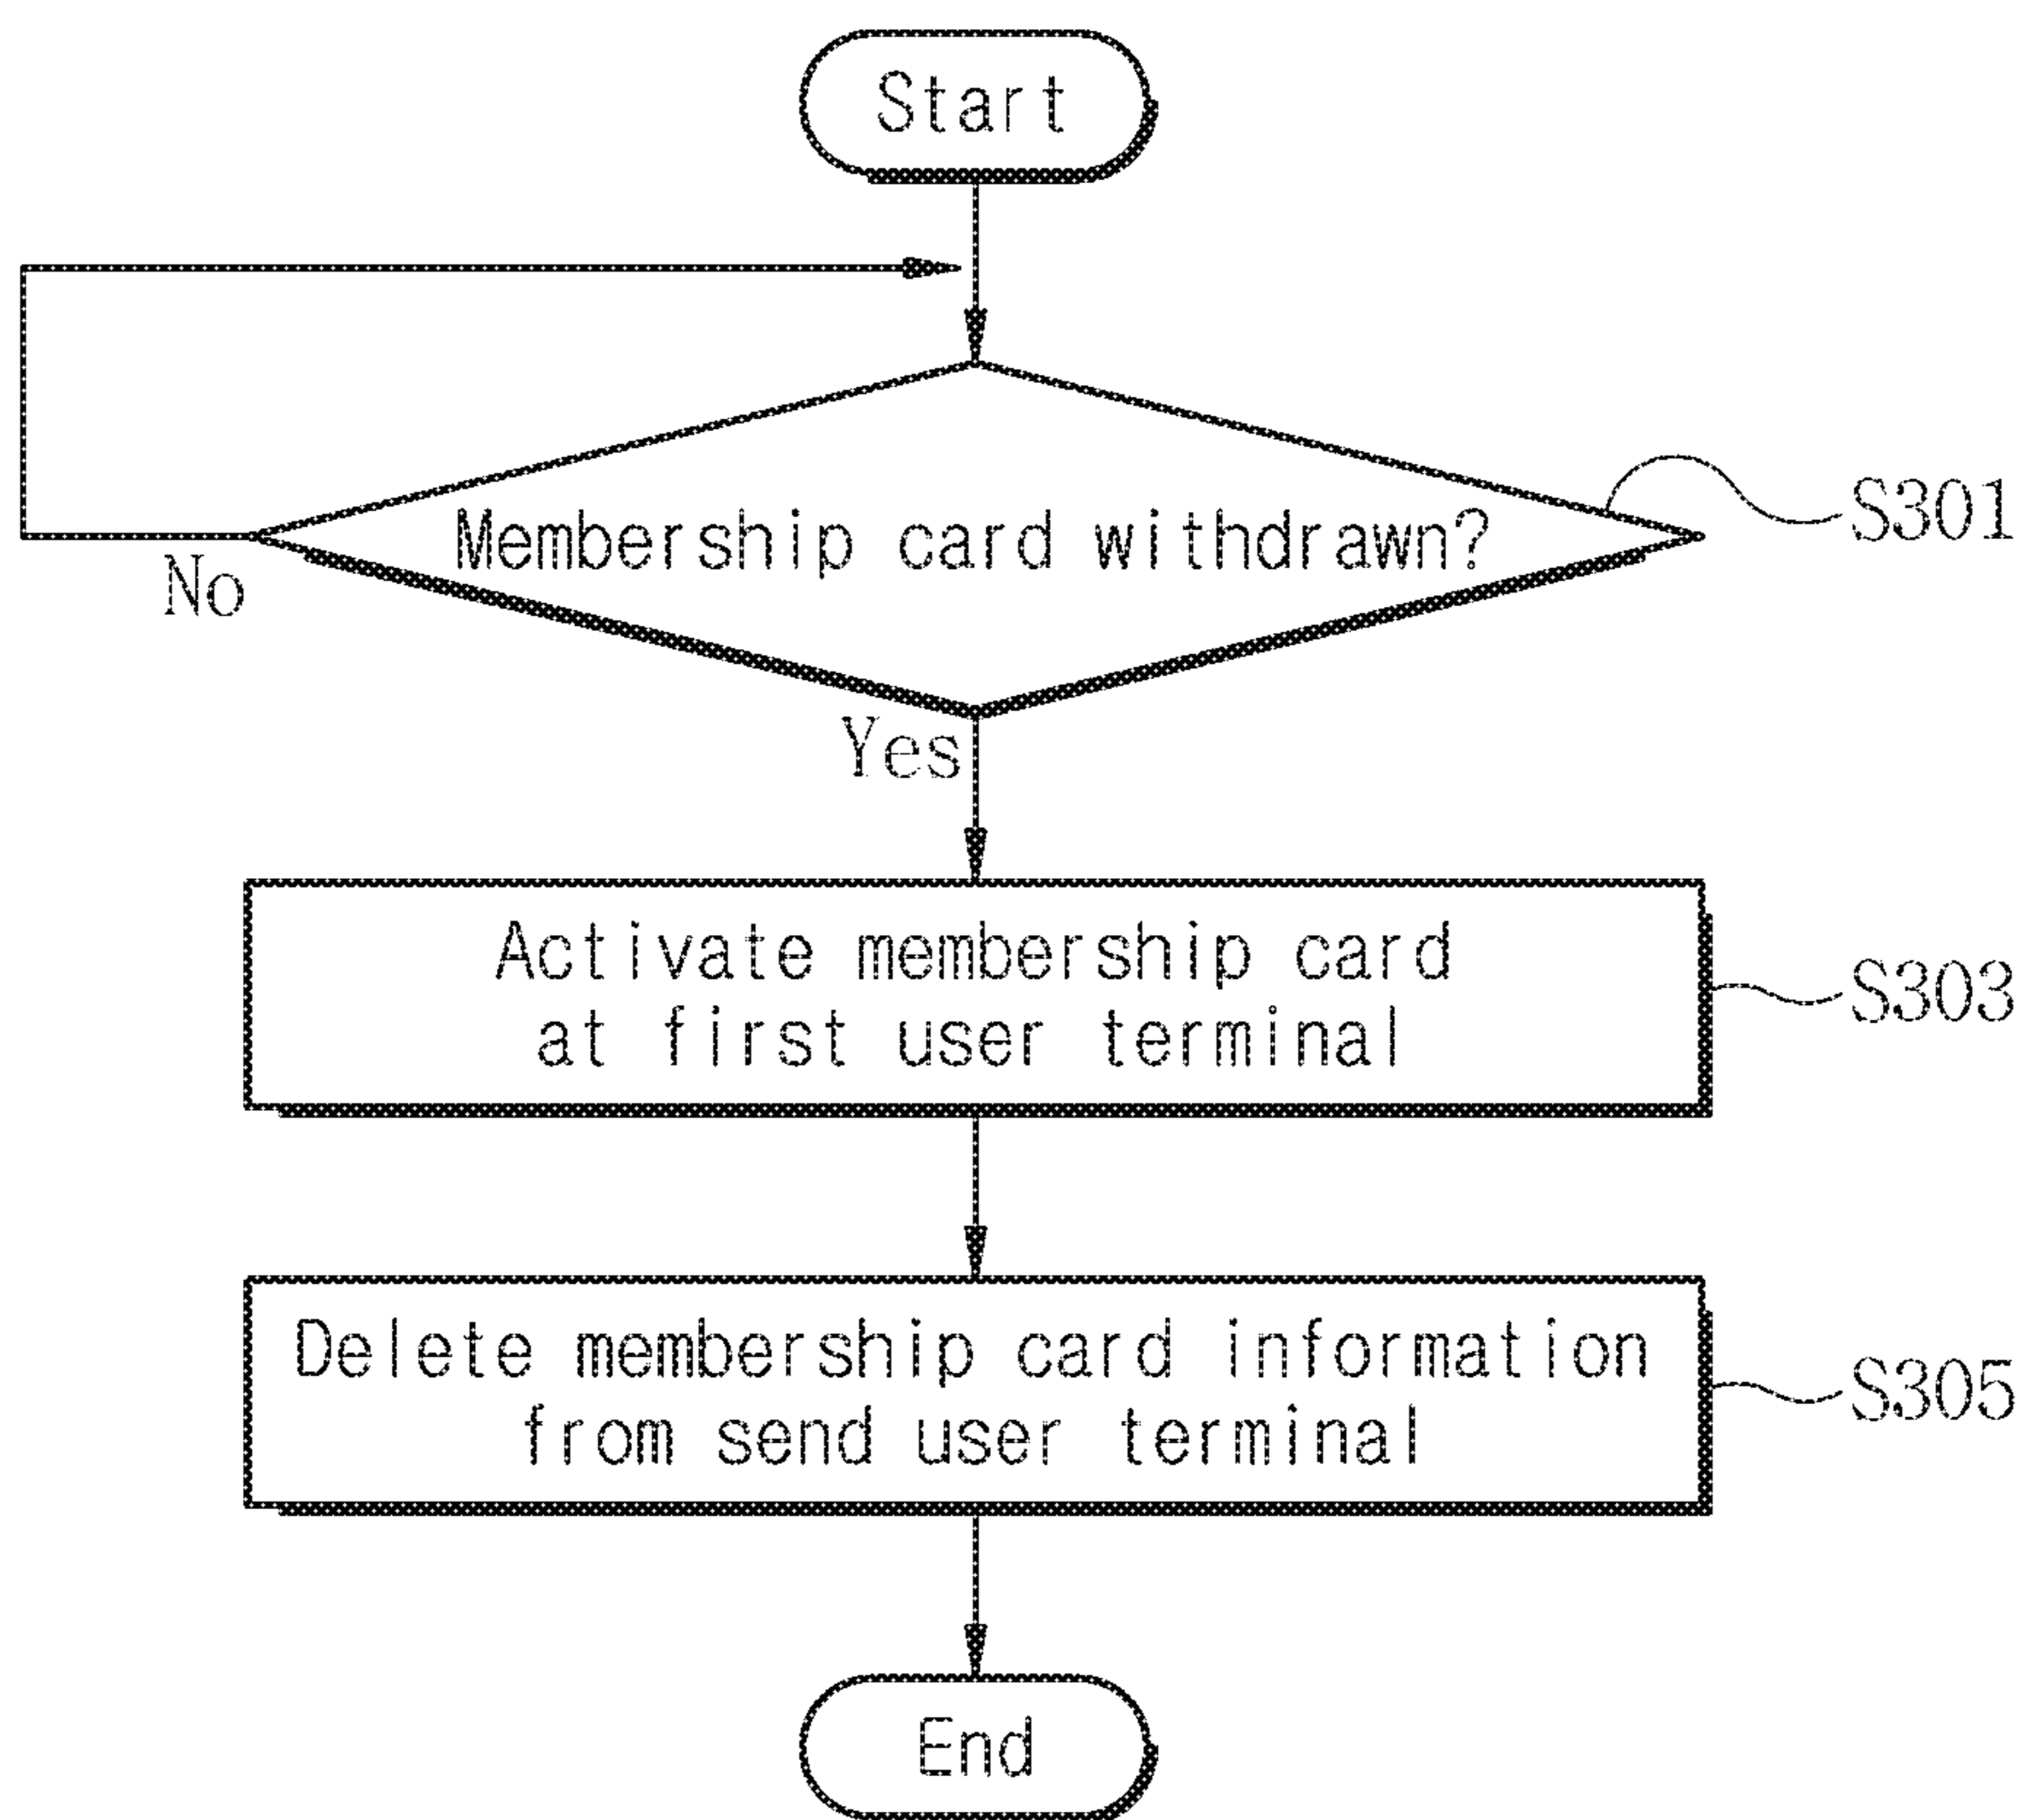 Start
Membership card withdrawn?
S301
No
Yes
Activate membership card
at first user terminal
S303
Delete membership card information
from send user terminal
S305
End